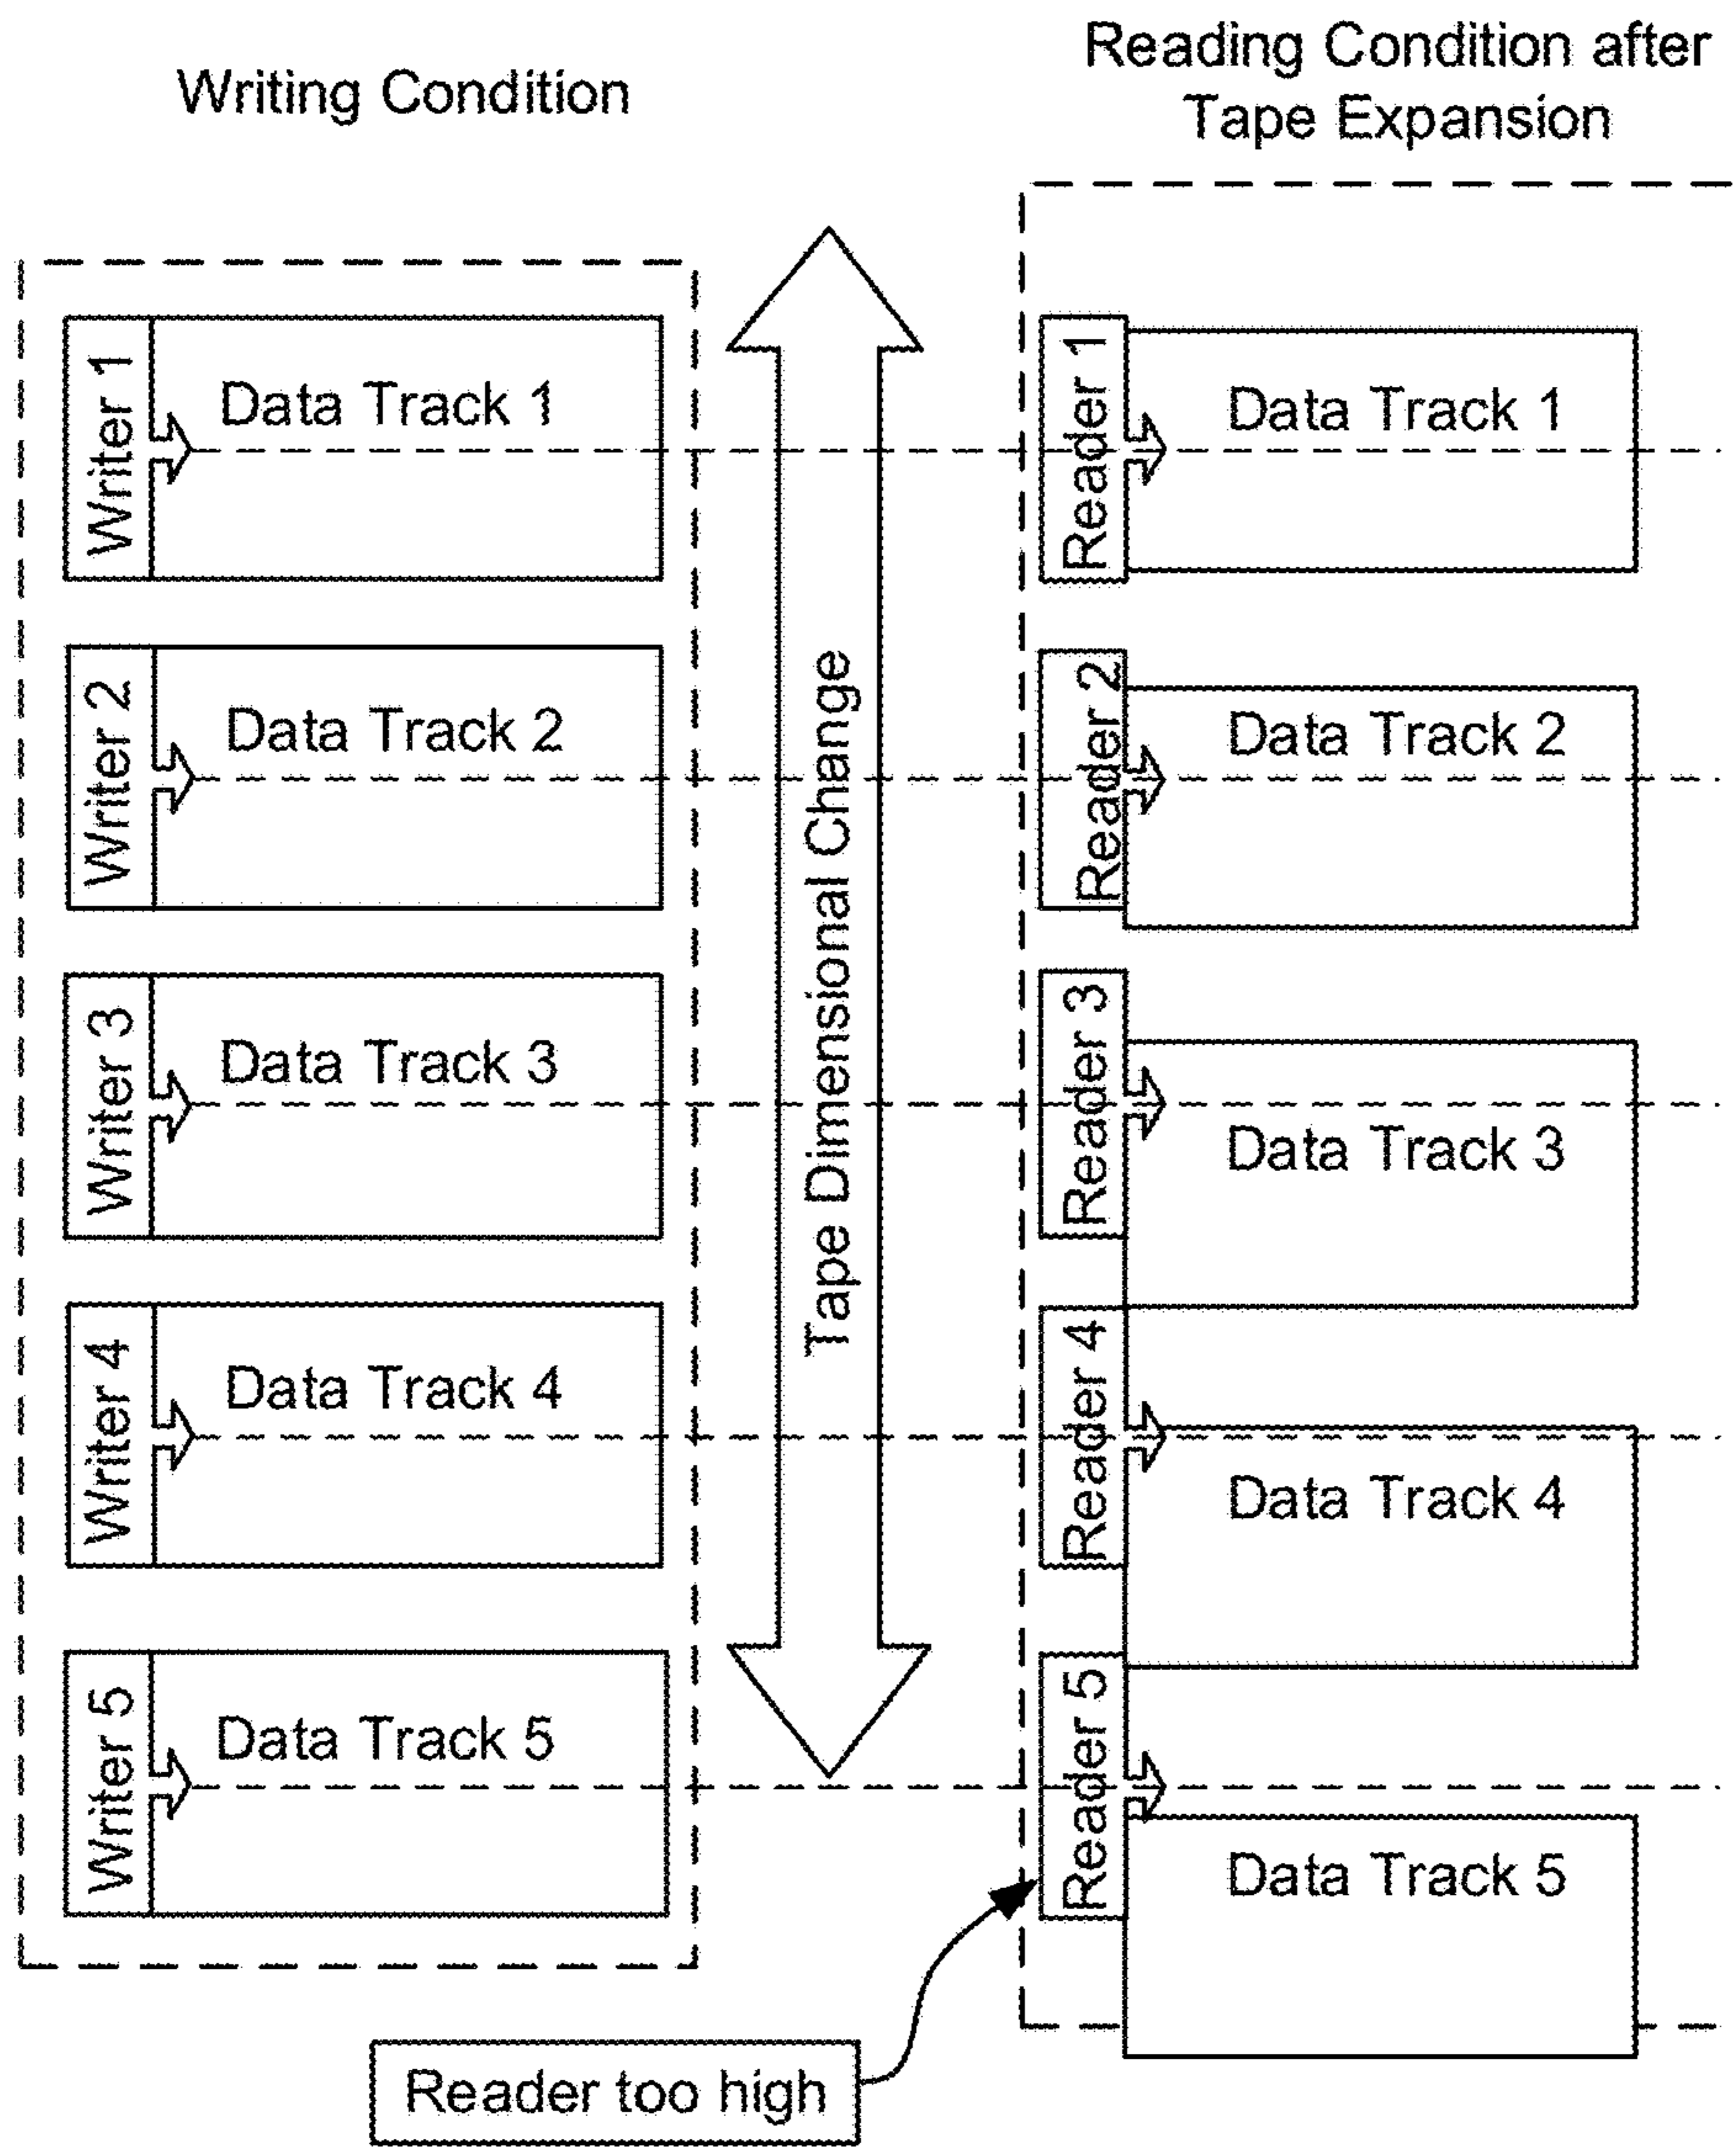 Writing Condition
Reading Condition after
Tape Expansion
Writer 1
Data Track 1
Writer 2
Data Track 2
Writer 3
Data Track 3
Writer 4
Data Track 4
Writer 5
Data Track 5
Tape Dimensional Change
Reader 1
Data Track 1
Reader 2
Data Track 2
Reader 3
Data Track 3
Reader 4
Data Track 4
Reader 5
Data Track 5
Reader too high